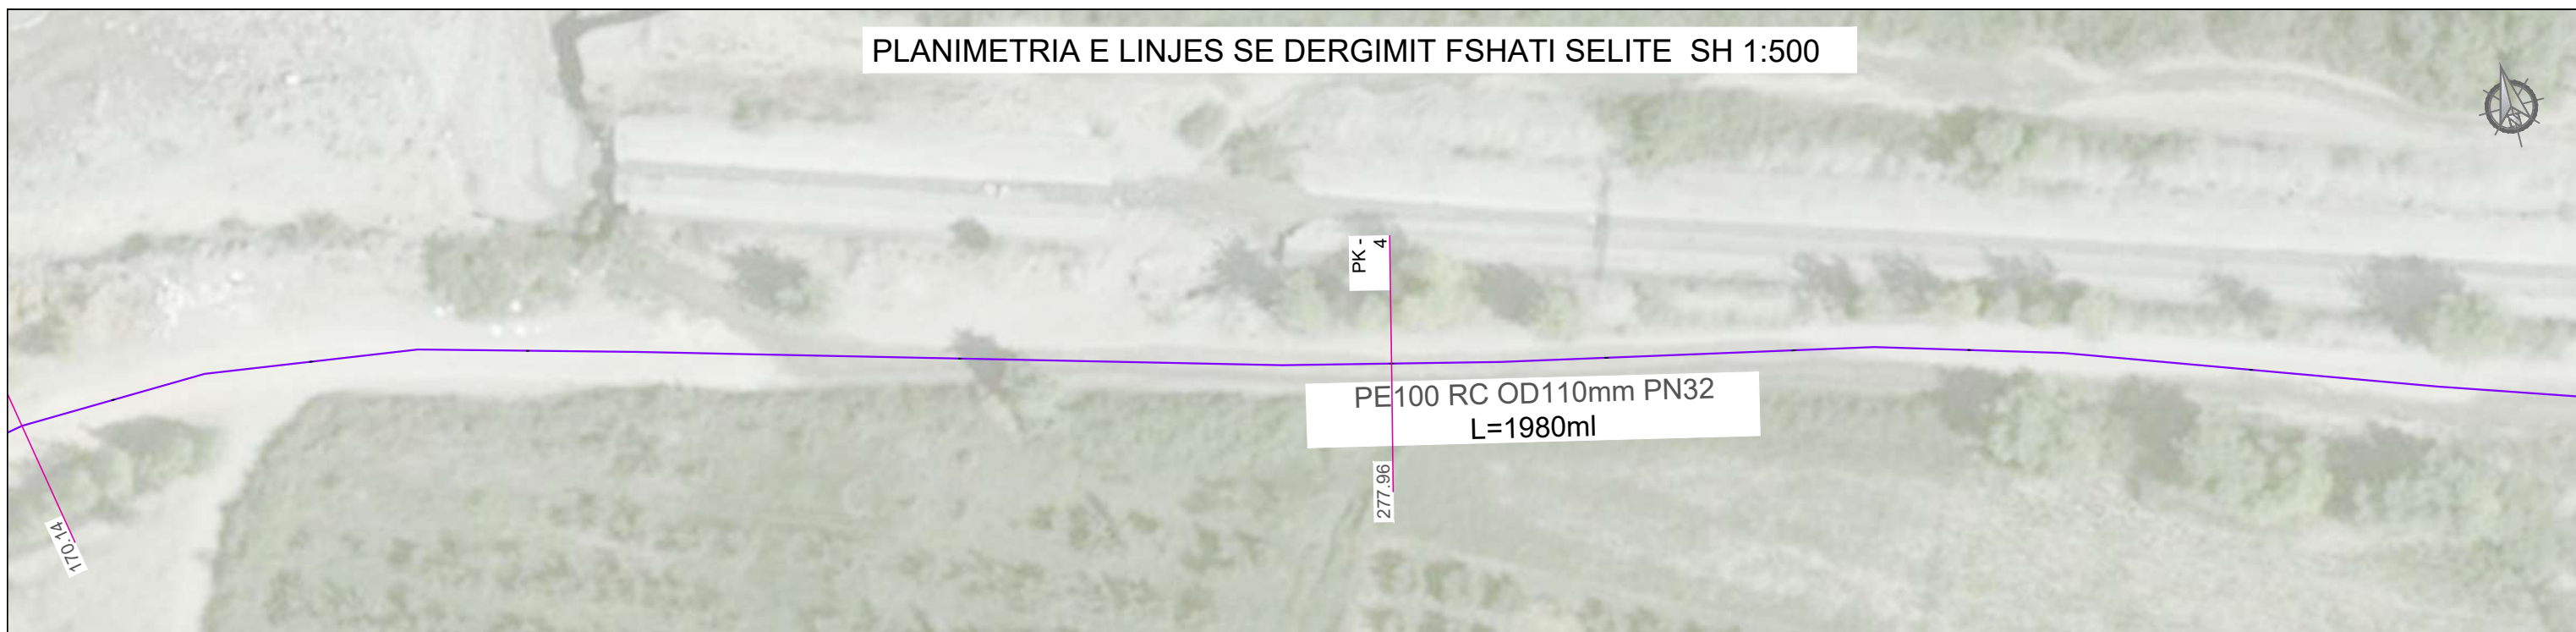 PLANIMETRIA E LINJES SE DERGIMIT FSHATI SELITE SH 1:500
PK -
4
PE100 RC OD110mm PN32
L=1980ml
277.96
170.14